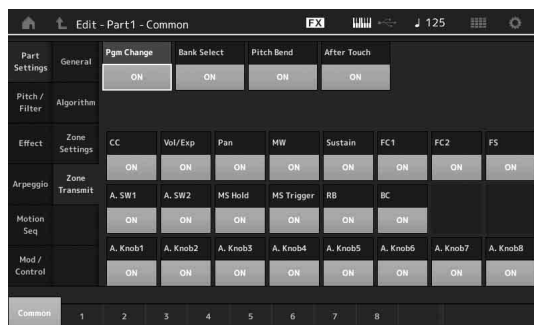 Edit - Part1 - Common FX ♩ 125
Part Settings
General
Pgm Change Bank Select Pitch Bend After Touch
ON ON ON ON
Pitch / Filter
Algorithm
Effect
Zone Settings
CC Vol/Exp Pan MW Sustain FC1 FC2 FS
ON ON ON ON ON ON ON ON
Arpeggio
Zone Transmit
A. SW1 A. SW2 MS Hold MS Trigger RB BC
ON ON ON ON ON ON
Motion Seq
Mod / Control
A. Knob1 A. Knob2 A. Knob3 A. Knob4 A. Knob5 A. Knob6 A. Knob7 A. Knob8
ON ON ON ON ON ON ON ON
Common 1 2 3 4 5 6 7 8